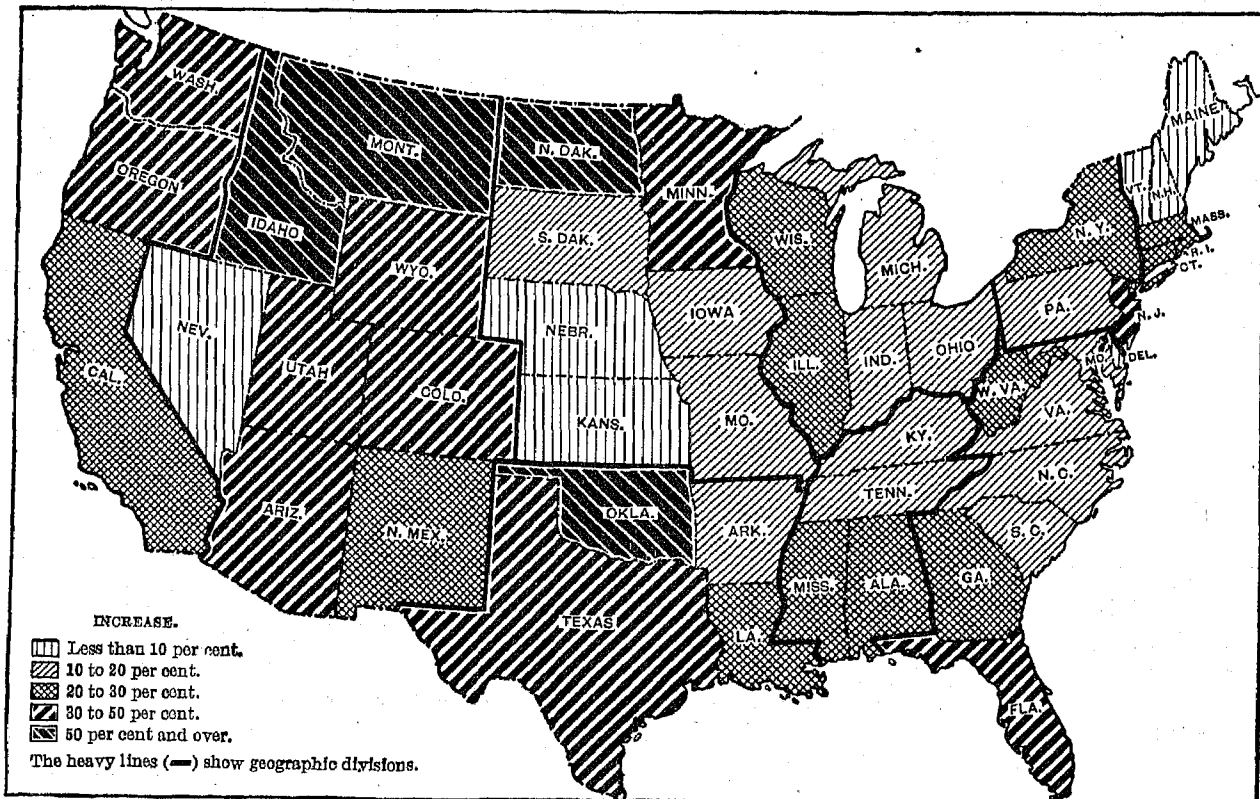 WASH.
MONT.
N. DAK.
MINN.
OREGON
IDAHO
WYO.
S. DAK.
WIS.
MICH.
N. Y.
MAINE
VT.
N.H.
MASS.
R. I.
CT.
NEV.
UTAH
COLO.
NEBR.
IOWA
ILL.
IND.
OHIO
PA.
N. J.
CAL.
KANS.
MO.
KY.
W. VA.
VA.
MD.
DEL.
ARIZ.
N. MEX.
OKLA.
ARK.
TENN.
N. C.
S. C.
TEXAS
LA.
MISS.
ALA.
GA.
FLA.
INCREASE.
Less than 10 per cent.
10 to 20 per cent.
20 to 30 per cent.
30 to 50 per cent.
50 per cent and over.
The heavy lines (▬) show geographic divisions.